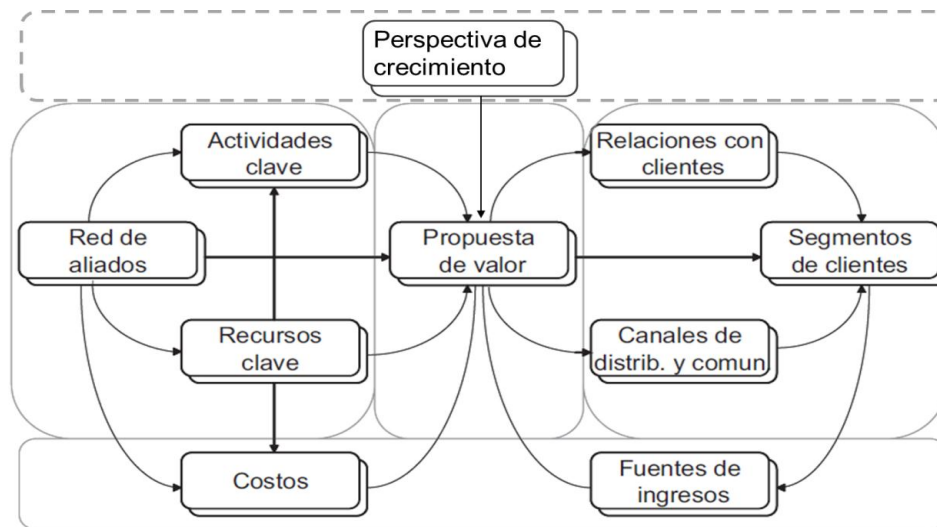 Perspectiva de
crecimiento
Actividades
clave
Relaciones con
clientes
Red de
aliados
Propuesta
de valor
Segmentos
de clientes
Recursos
clave
Canales de
distrib. y comun.
Costos
Fuentes de
ingresos